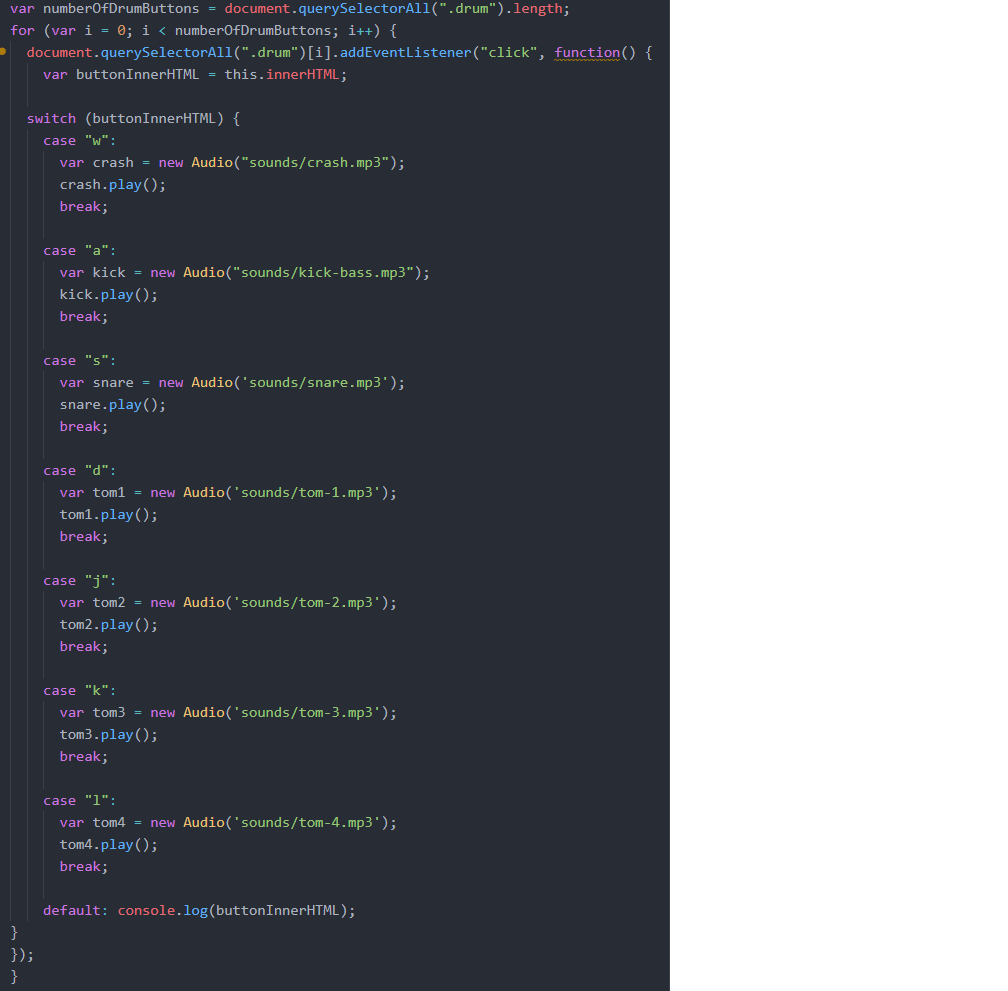 var numberOfDrumButtons = document.querySelectorAll(".drum").length;
for (var i = 0; i < numberOfDrumButtons; i++) {
  document.querySelectorAll(".drum")[i].addEventListener("click", function() {
    var buttonInnerHTML = this.innerHTML;

  switch (buttonInnerHTML) {
    case "w":
      var crash = new Audio("sounds/crash.mp3");
      crash.play();
      break;

    case "a":
      var kick = new Audio("sounds/kick-bass.mp3");
      kick.play();
      break;

    case "s":
      var snare = new Audio('sounds/snare.mp3');
      snare.play();
      break;

    case "d":
      var tom1 = new Audio('sounds/tom-1.mp3');
      tom1.play();
      break;

    case "j":
      var tom2 = new Audio('sounds/tom-2.mp3');
      tom2.play();
      break;

    case "k":
      var tom3 = new Audio('sounds/tom-3.mp3');
      tom3.play();
      break;

    case "l":
      var tom4 = new Audio('sounds/tom-4.mp3');
      tom4.play();
      break;

    default: console.log(buttonInnerHTML);
}
});
}